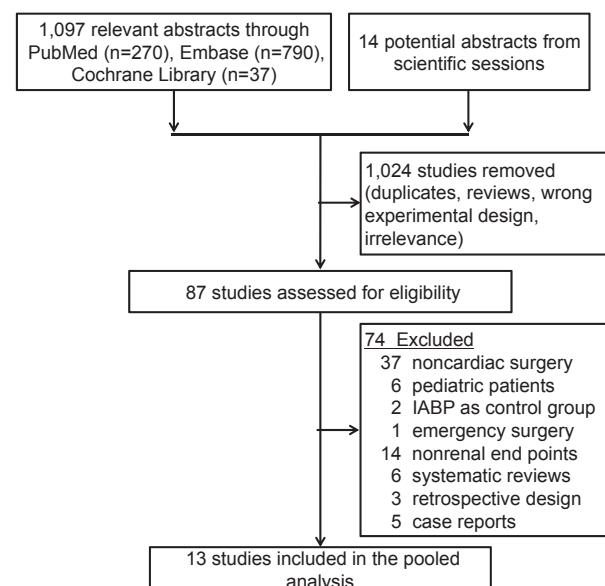 1,097 relevant abstracts through
PubMed (n=270), Embase (n=790),
Cochrane Library (n=37)
14 potential abstracts from
scientific sessions
1,024 studies removed
(duplicates, reviews, wrong
experimental design,
irrelevance)
87 studies assessed for eligibility
74 Excluded
37 noncardiac surgery
6 pediatric patients
2 IABP as control group
1 emergency surgery
14 nonrenal end points
6 systematic reviews
3 retrospective design
5 case reports
13 studies included in the pooled
analysis